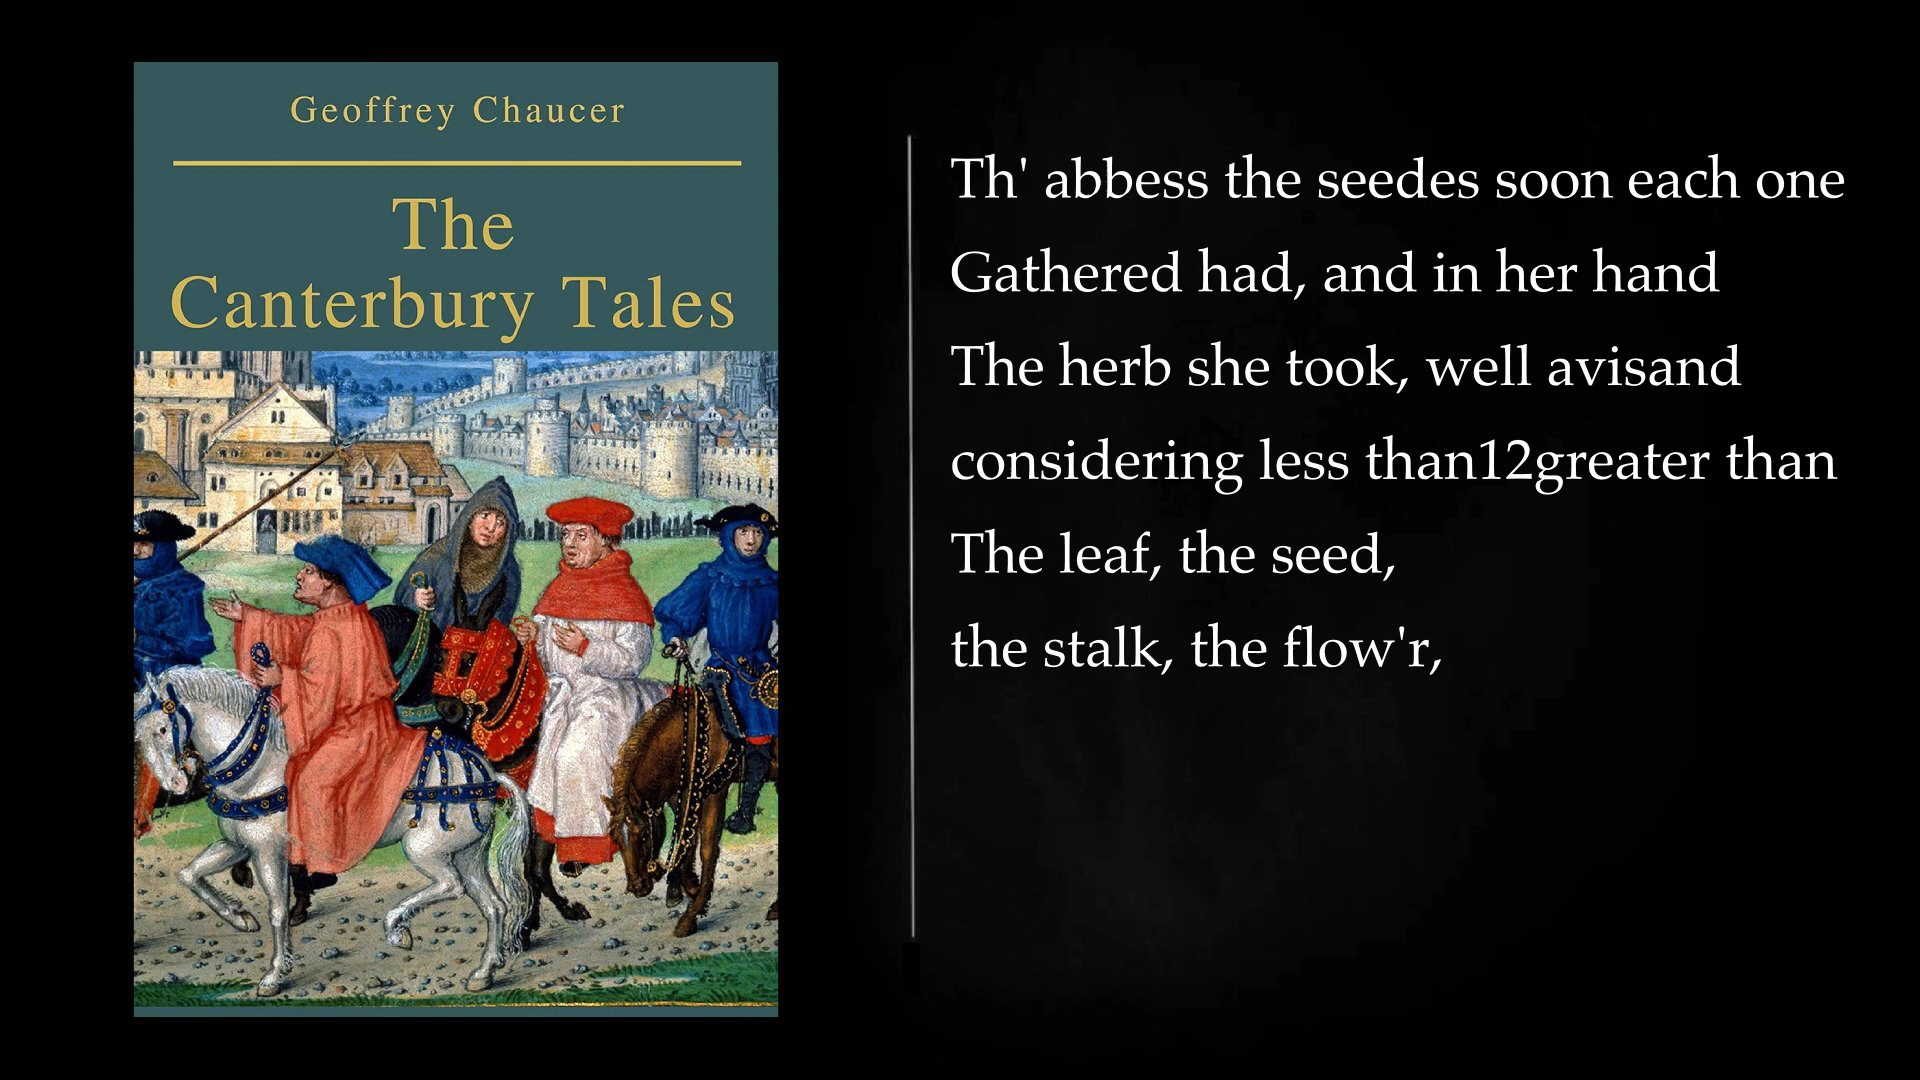 Geoffrey Chaucer
The
Canterbury Tales
Th' abbess the seedes soon each one
Gathered had, and in her hand
The herb she took, well avisand
considering less than12greater than
The leaf, the seed,
the stalk, the flow'r,